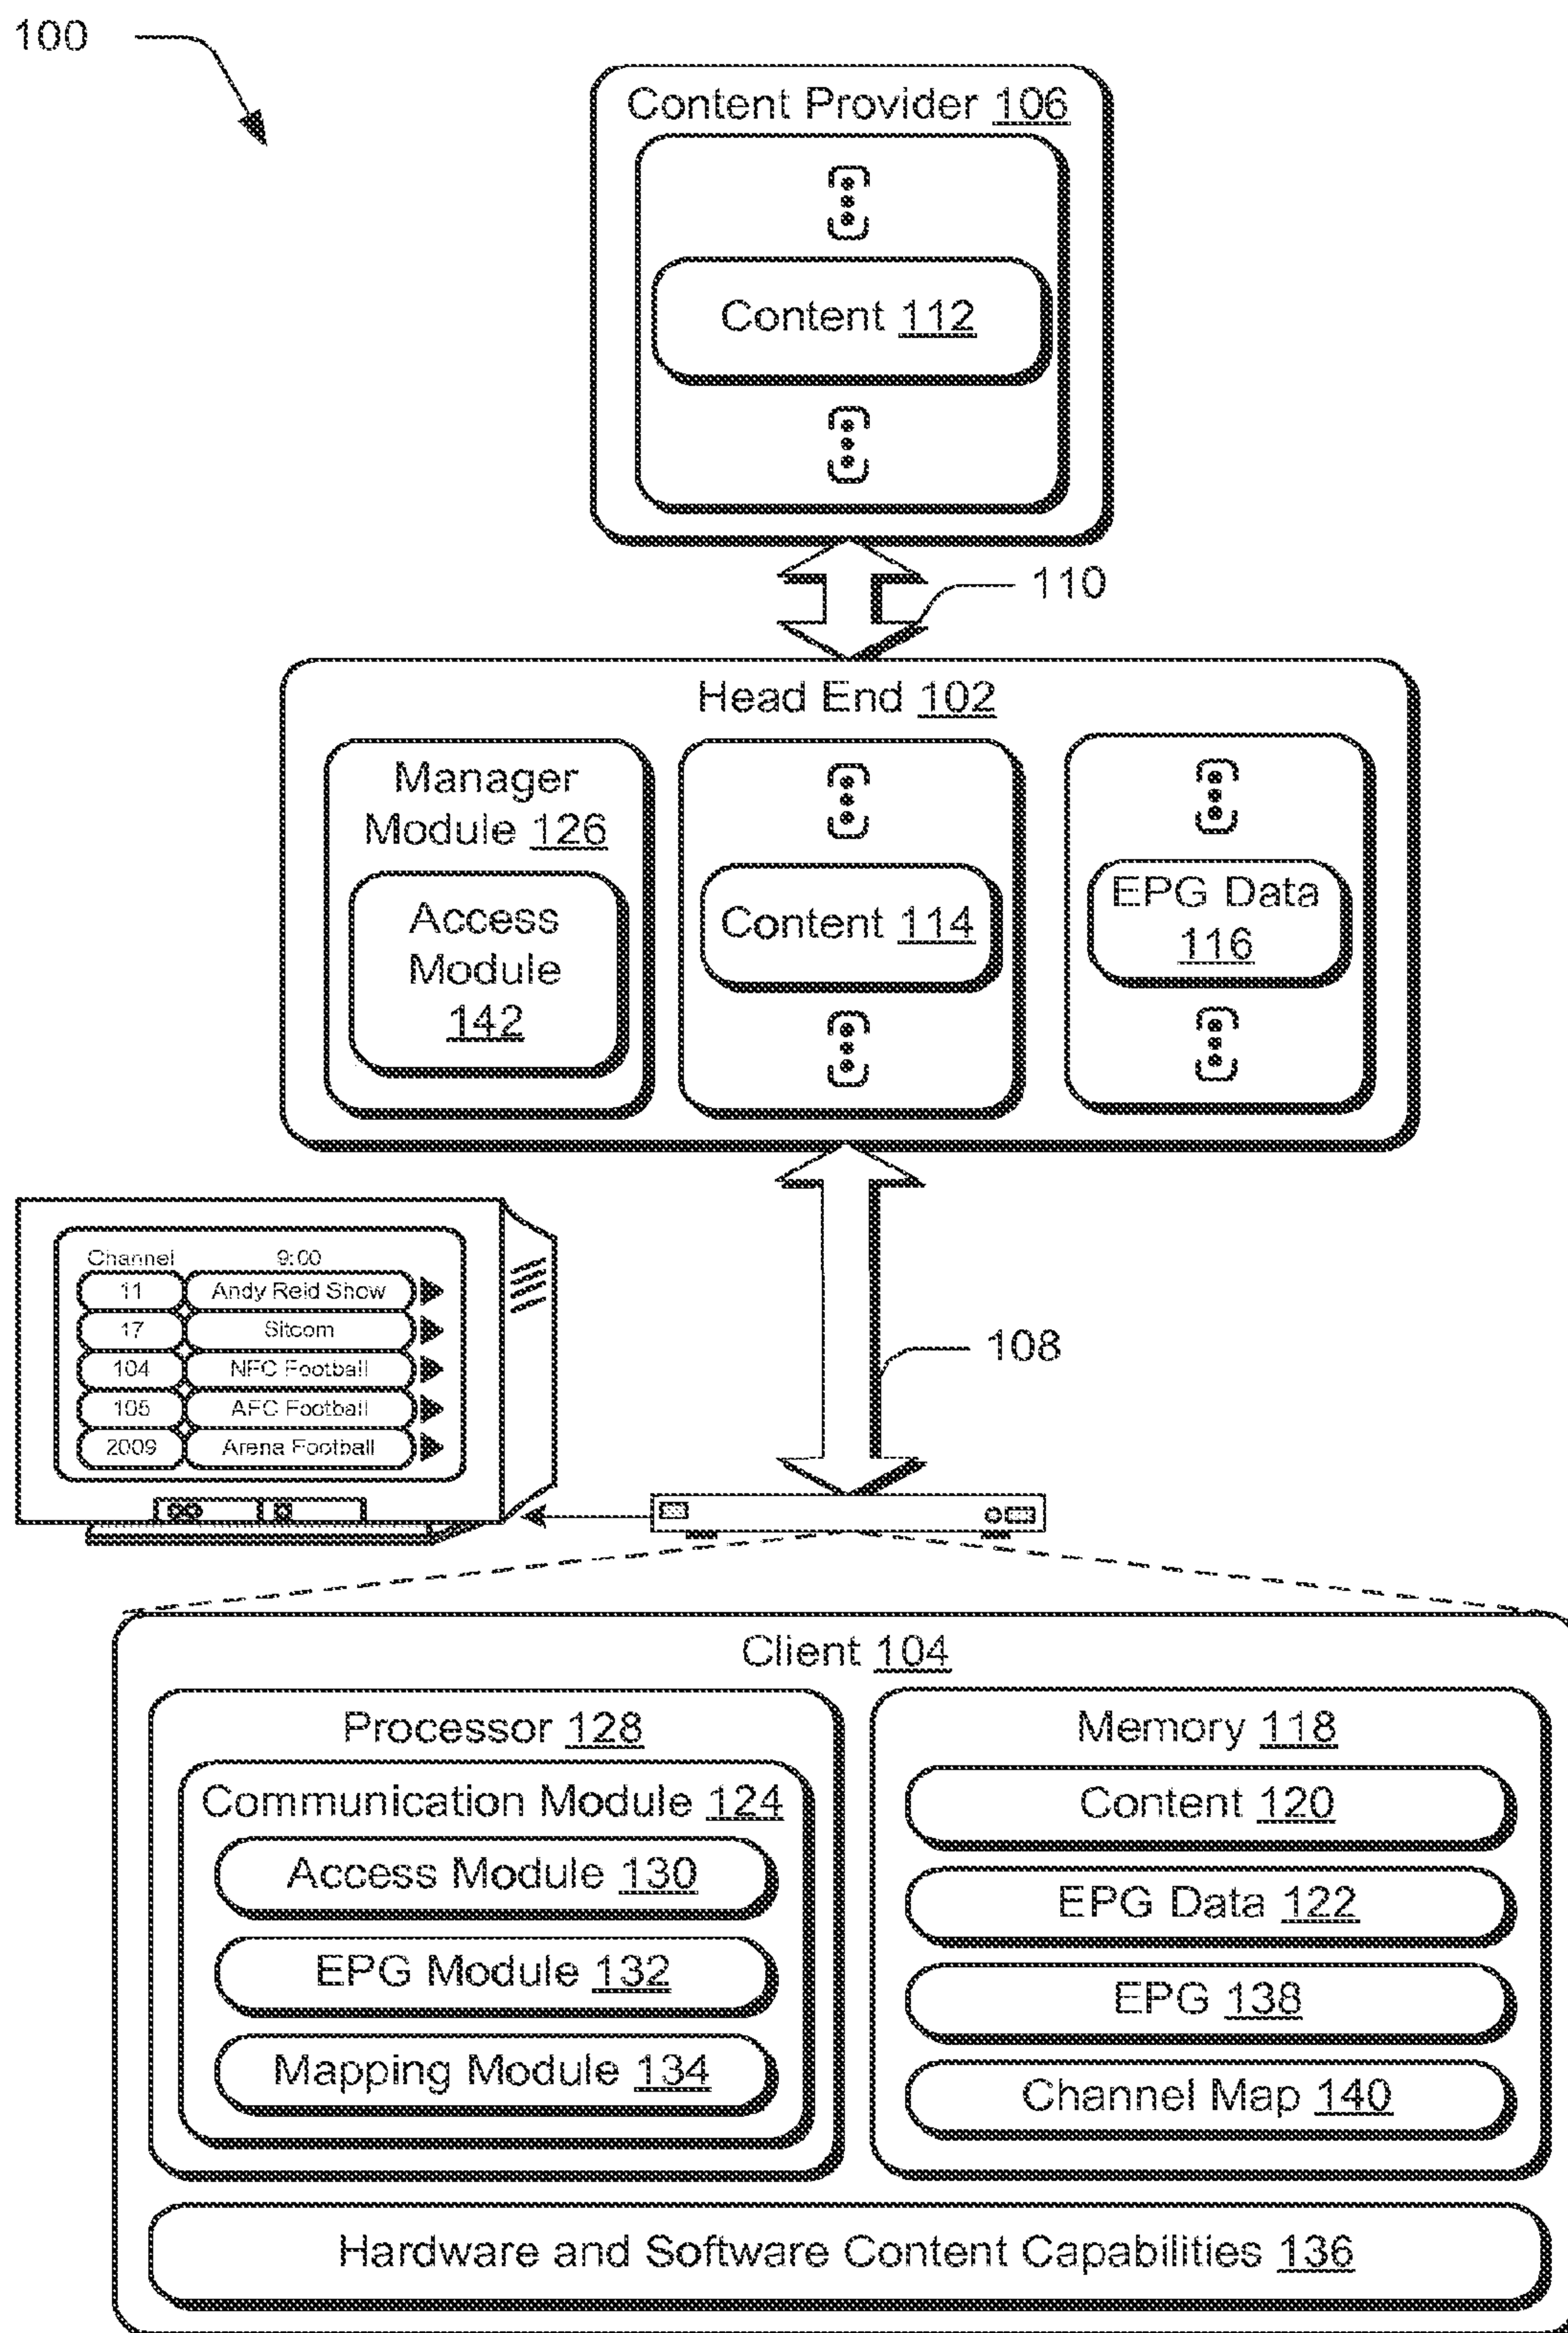 100
Content Provider 106
Content 112
110
Head End 102
Manager
Module 126
Access
Module
142
Content 114
EPG Data
116
Channel 9:00
11 Andy Reid Show
17 Sitcom
104 NFC Football
105 AFC Football
2009 Arena Football
108
Client 104
Processor 128
Communication Module 124
Access Module 130
EPG Module 132
Mapping Module 134
Memory 118
Content 120
EPG Data 122
EPG 138
Channel Map 140
Hardware and Software Content Capabilities 136